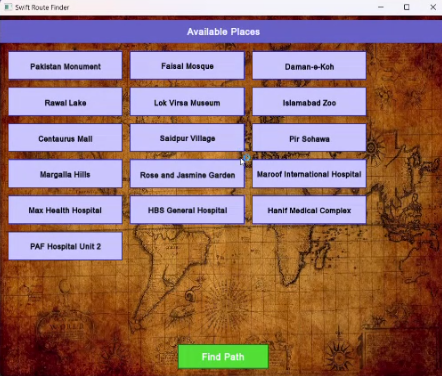 Swift Route Finder
Available Places
Pakistan Monument
Faisal Mosque
Daman-e-Koh
Rawal Lake
Lok Virsa Museum
Islamabad Zoo
Centaurus Mall
Saidpur Village
Pir Sohawa
Margalla Hills
Rose and Jasmine Garden
Maroof International Hospital
Max Health Hospital
HBS General Hospital
Hanif Medical Complex
PAF Hospital Unit 2
Find Path